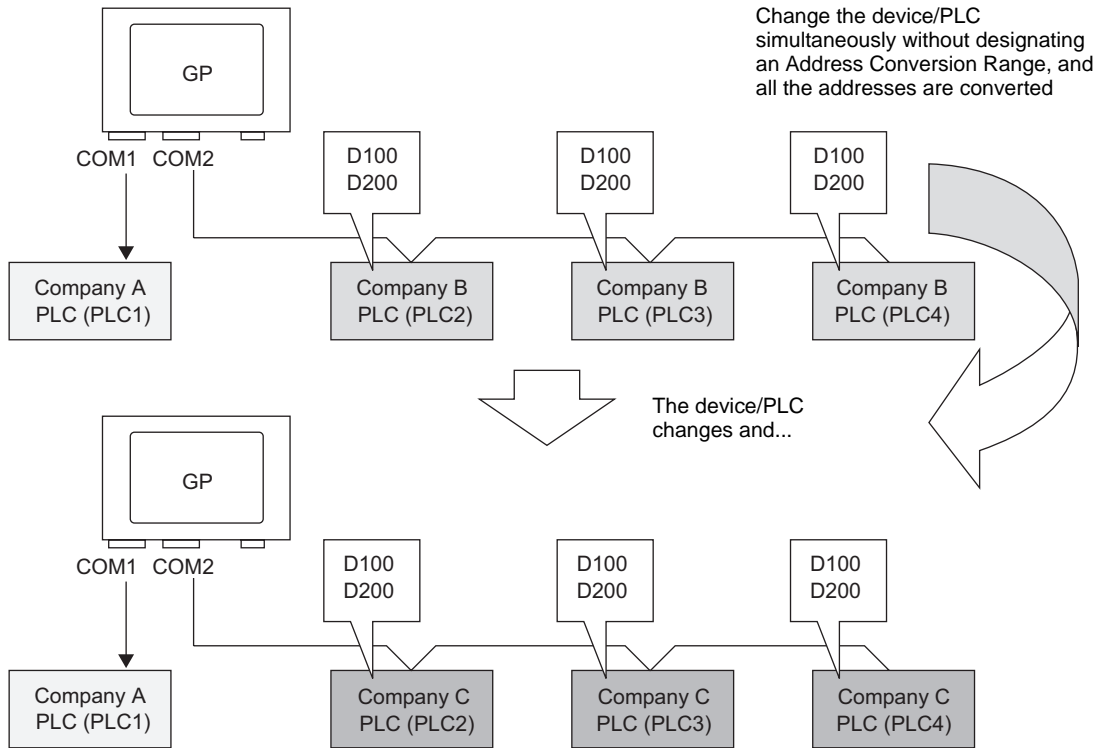 Change the device/PLC
simultaneously without designating
an Address Conversion Range, and
all the addresses are converted
GP
COM1 COM2
D100
D200
D100
D200
D100
D200
Company A
PLC (PLC1)
Company B
PLC (PLC2)
Company B
PLC (PLC3)
Company B
PLC (PLC4)
The device/PLC
changes and...
GP
COM1 COM2
D100
D200
D100
D200
D100
D200
Company A
PLC (PLC1)
Company C
PLC (PLC2)
Company C
PLC (PLC3)
Company C
PLC (PLC4)